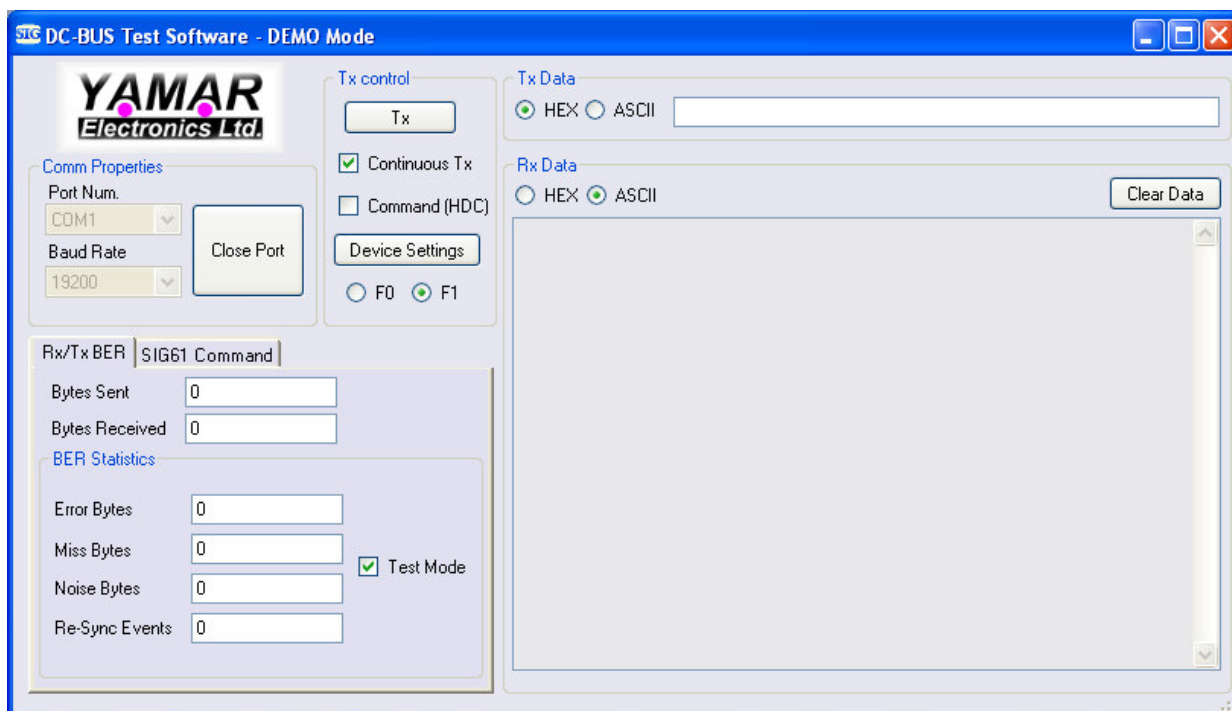 SIG DC-BUS Test Software - DEMO Mode
YAMAR
Electronics Ltd.
Comm Properties
Port Num.
COM1
Baud Rate
19200
Close Port
Tx control
Tx
Continuous Tx
Command (HDC)
Device Settings
F0 F1
Tx Data
HEX ASCII
Rx Data
HEX ASCII
Clear Data
Rx/Tx BER SIG61 Command
Bytes Sent 0
Bytes Received 0
BER Statistics
Error Bytes 0
Miss Bytes 0
Noise Bytes 0
Re-Sync Events 0
Test Mode